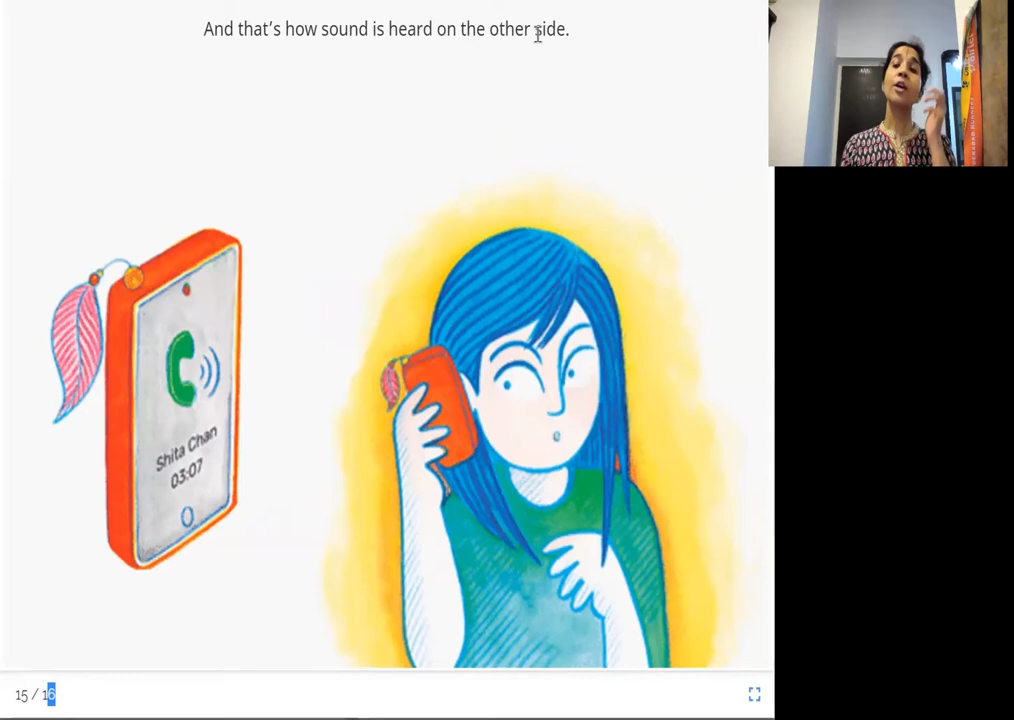 And that’s how sound is heard on the other side.
Shita Chan
03:07
15 / 16